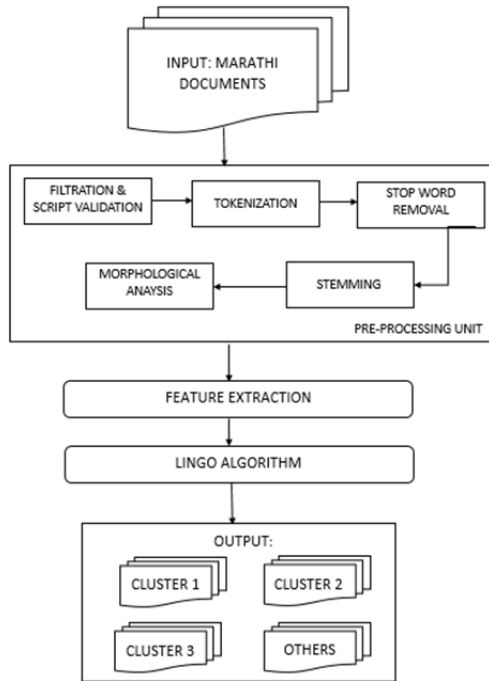 INPUT: MARATHI
DOCUMENTS
FILTRATION &
SCRIPT VALIDATION
TOKENIZATION
STOP WORD
REMOVAL
MORPHOLOGICAL
ANAYSIS
STEMMING
PRE-PROCESSING UNIT
FEATURE EXTRACTION
LINGO ALGORITHM
OUTPUT:
CLUSTER 1
CLUSTER 2
CLUSTER 3
OTHERS